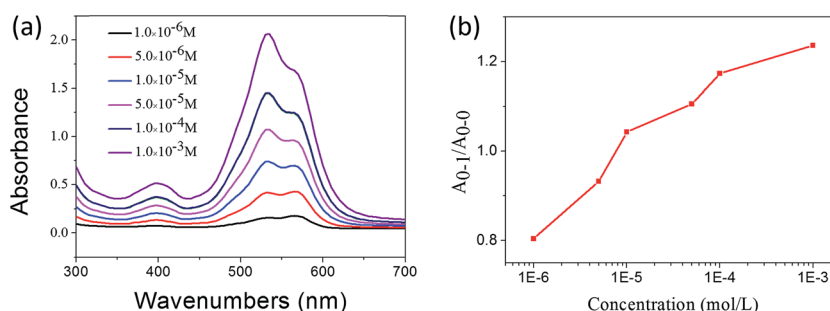 (a)
1.0×10⁻⁶M
5.0×10⁻⁶M
1.0×10⁻⁵M
5.0×10⁻⁵M
1.0×10⁻⁴M
1.0×10⁻³M
2.0
1.5
1.0
0.5
0.0
Absorbance
300 400 500 600 700
Wavenumbers (nm)
(b)
1.2
1.0
0.8
A₀₋₁/A₀₋₀
1E-6 1E-5 1E-4 1E-3
Concentration (mol/L)